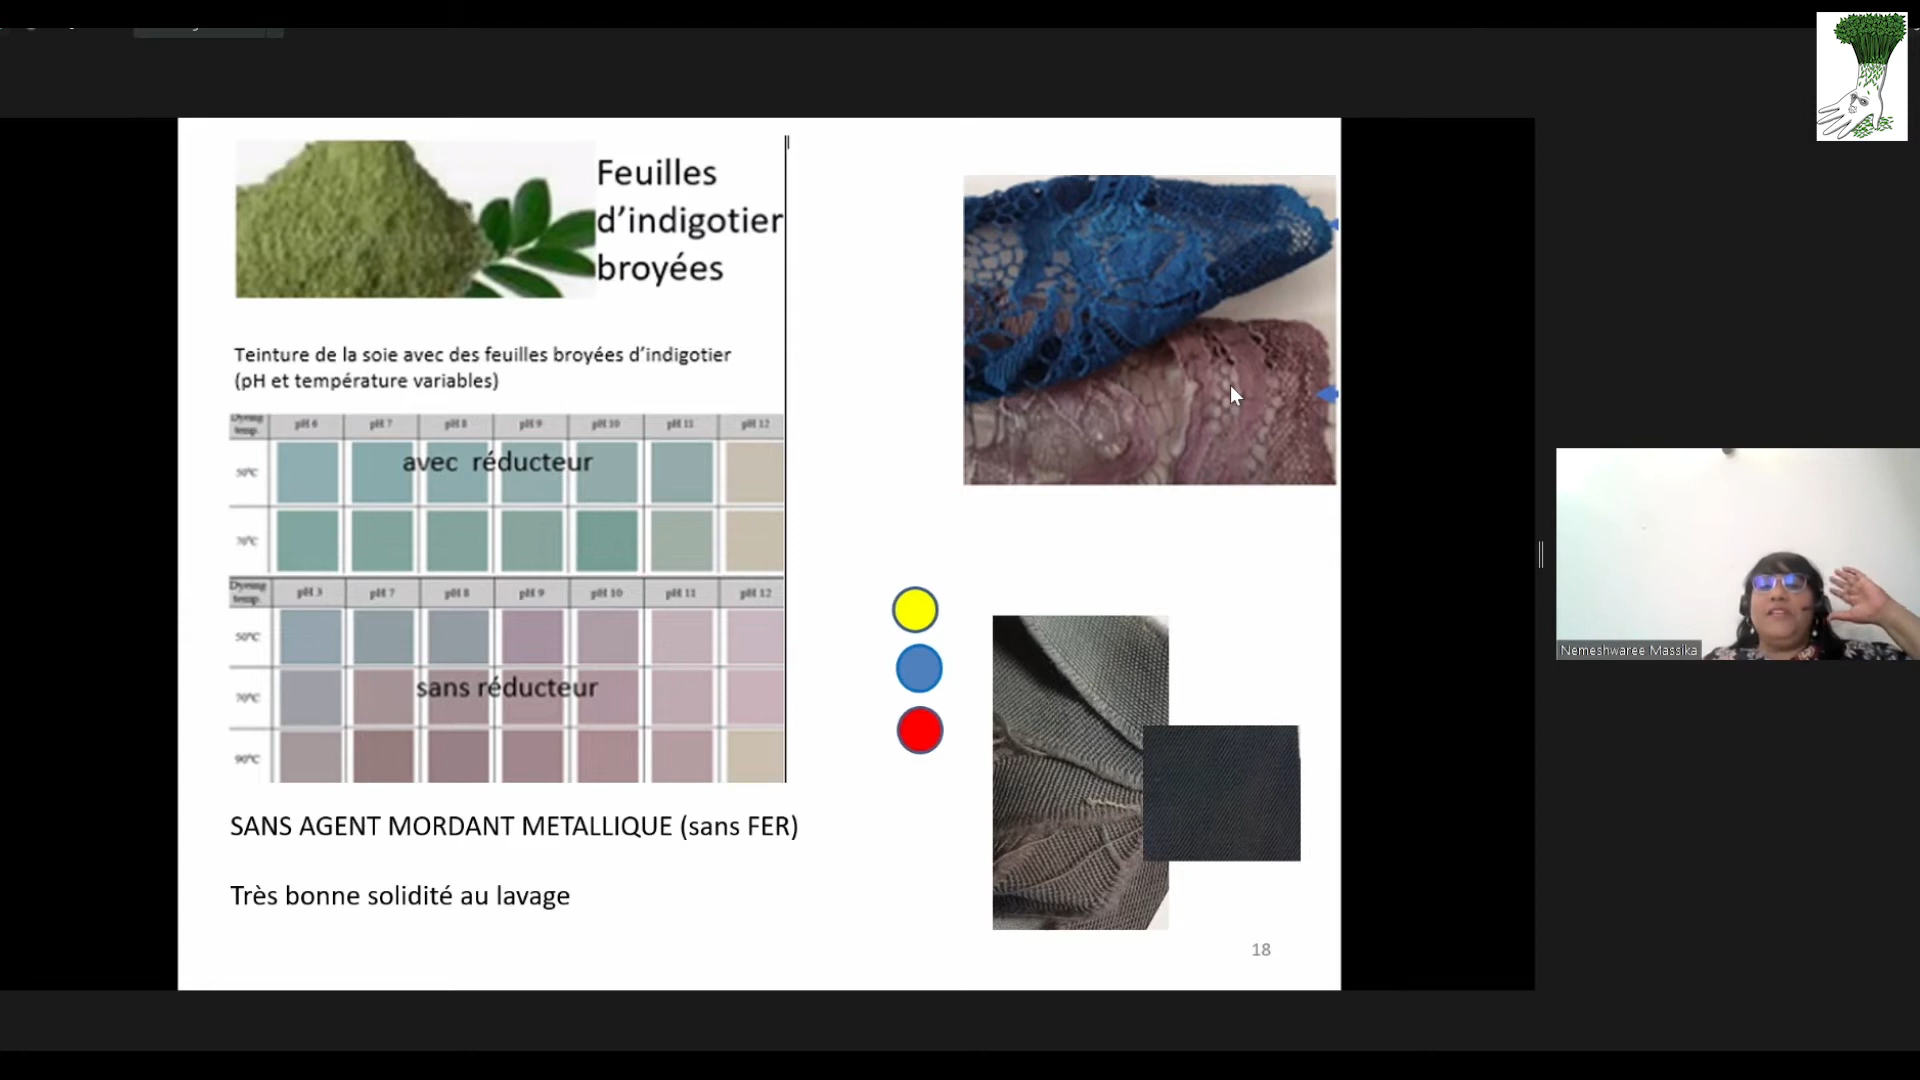 Feuilles
d’indigotier
broyées
Teinture de la soie avec des feuilles broyées d’indigotier
(pH et température variables)
Dyeing temp. pH 6 pH 7 pH 8 pH 9 pH 10 pH 11 pH 12
50°C
avec réducteur
70°C
Dyeing temp. pH 3 pH 7 pH 8 pH 9 pH 10 pH 11 pH 12
50°C
70°C
sans réducteur
90°C
SANS AGENT MORDANT METALLIQUE (sans FER)
Très bonne solidité au lavage
18
Nemeshwaree Massika